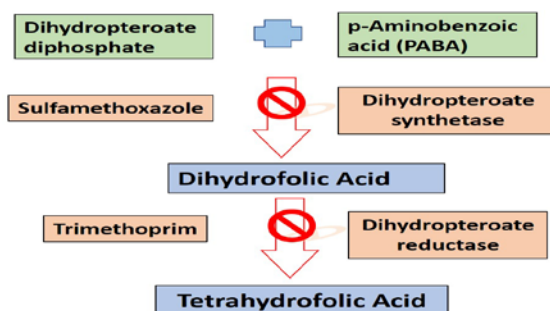 Dihydropteroate
diphosphate
p-Aminobenzoic
acid (PABA)
Sulfamethoxazole
Dihydropteroate
synthetase
Dihydrofolic Acid
Trimethoprim
Dihydropteroate
reductase
Tetrahydrofolic Acid